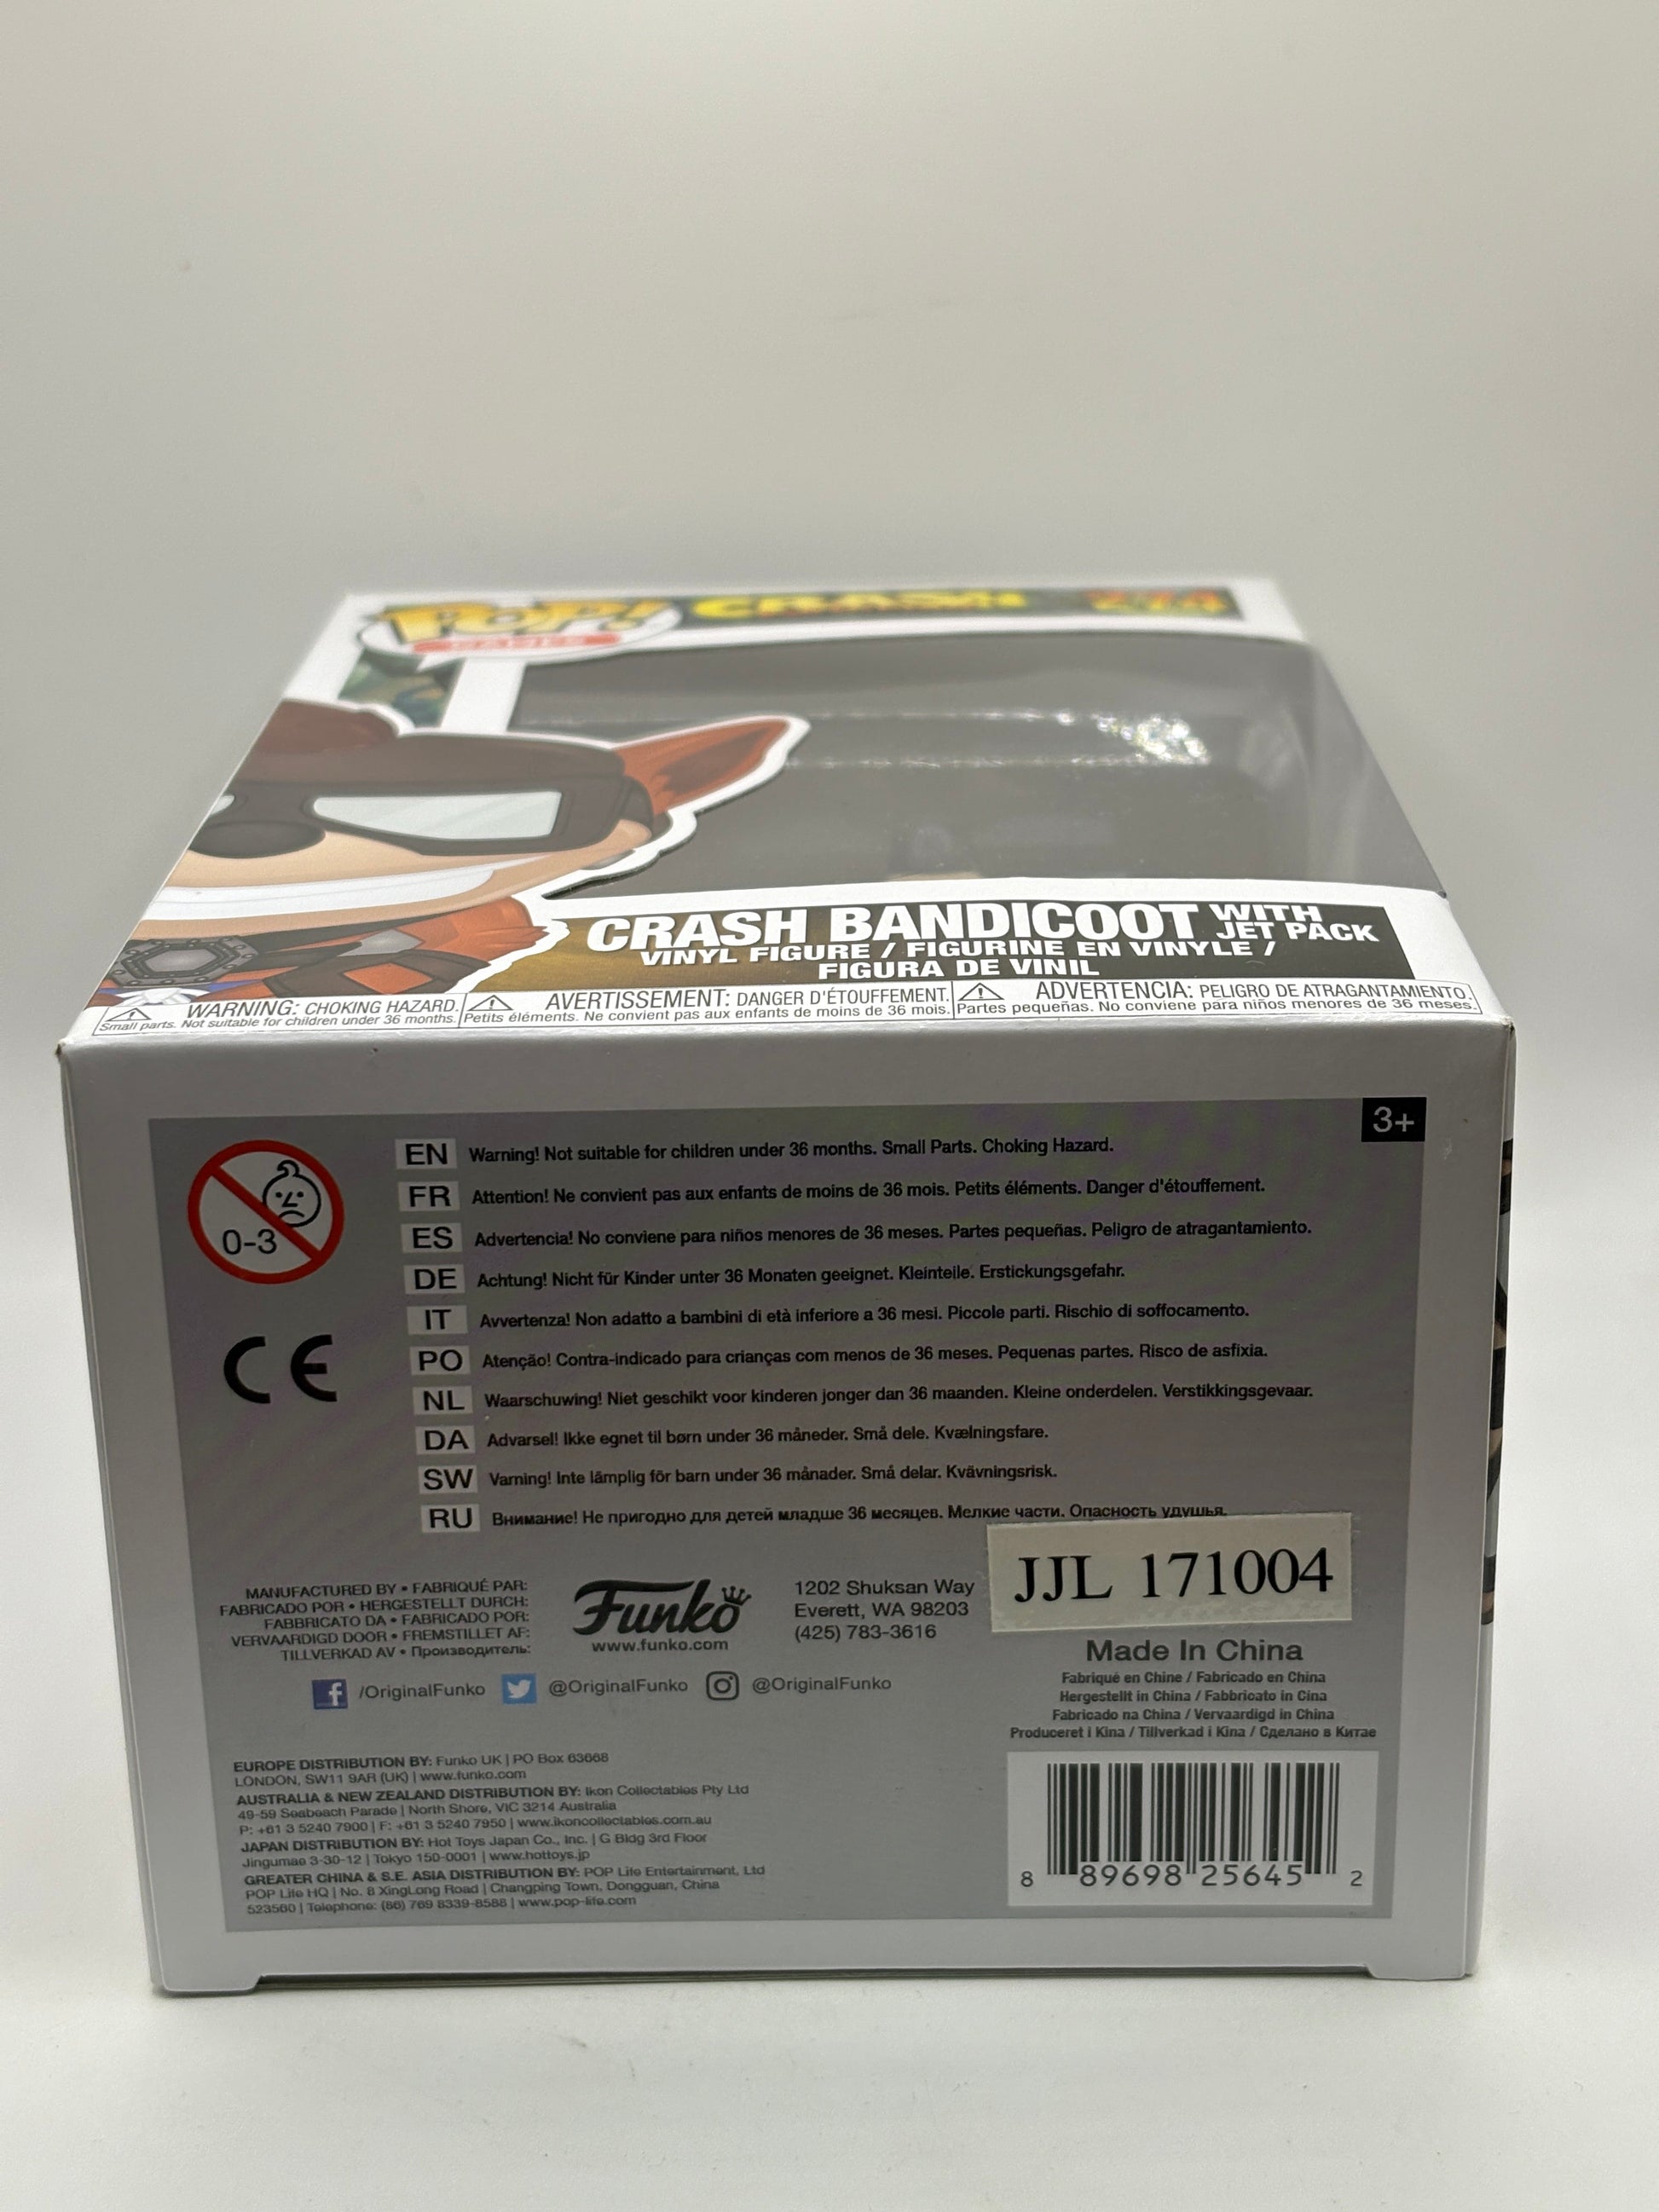 POP!
GAMES
CRASH
274
CRASH BANDICOOT WITH JET PACK
VINYL FIGURE / FIGURINE EN VINYLE /
FIGURA DE VINIL
WARNING: CHOKING HAZARD.
Small parts. Not suitable for children under 36 months.
AVERTISSEMENT: DANGER D'ÉTOUFFEMENT.
Petits éléments. Ne convient pas aux enfants de moins de 36 mois.
ADVERTENCIA: PELIGRO DE ATRAGANTAMIENTO.
Partes pequeñas. No conviene para niños menores de 36 meses.
3+
0-3
CE
EN Warning! Not suitable for children under 36 months. Small Parts. Choking Hazard.
FR Attention! Ne convient pas aux enfants de moins de 36 mois. Petits éléments. Danger d'étouffement.
ES Advertencia! No conviene para niños menores de 36 meses. Partes pequeñas. Peligro de atragantamiento.
DE Achtung! Nicht für Kinder unter 36 Monaten geeignet. Kleinteile. Erstickungsgefahr.
IT Avvertenza! Non adatto a bambini di età inferiore a 36 mesi. Piccole parti. Rischio di soffocamento.
PO Atenção! Contra-indicado para crianças com menos de 36 meses. Pequenas partes. Risco de asfixia.
NL Waarschuwing! Niet geschikt voor kinderen jonger dan 36 maanden. Kleine onderdelen. Verstikkingsgevaar.
DA Advarsel! Ikke egnet til børn under 36 måneder. Små dele. Kvælningsfare.
SW Varning! Inte lämplig för barn under 36 månader. Små delar. Kvävningsrisk.
RU Внимание! Не пригодно для детей младше 36 месяцев. Мелкие части. Опасность удушья.
MANUFACTURED BY • FABRIQUÉ PAR:
FABRICADO POR • HERGESTELLT DURCH:
FABBRICATO DA • FABRICADO POR:
VERVAARDIGD DOOR • FREMSTILLET AF:
TILLVERKAD AV • Производитель:
Funko
www.funko.com
1202 Shuksan Way
Everett, WA 98203
(425) 783-3616
JJL 171004
/OriginalFunko @OriginalFunko @OriginalFunko
Made In China
Fabriqué en Chine / Fabricado en China
Hergestellt in China / Fabbricato in Cina
Fabricado na China / Vervaardigd in China
Produceret i Kina / Tillverkad i Kina / Сделано в Китае
EUROPE DISTRIBUTION BY: Funko UK | PO Box 63668
LONDON, SW11 9AR (UK) | www.funko.com
AUSTRALIA & NEW ZEALAND DISTRIBUTION BY: Ikon Collectables Pty Ltd
49-59 Seabeach Parade | North Shore, VIC 3214 Australia
P: +61 3 5240 7900 | F: +61 3 5240 7950 | www.ikoncollectables.com.au
JAPAN DISTRIBUTION BY: Hot Toys Japan Co., Inc. | G Bldg 3rd Floor
Jingumae 3-30-12 | Tokyo 150-0001 | www.hottoys.jp
GREATER CHINA & S.E. ASIA DISTRIBUTION BY: POP Life Entertainment, Ltd
POP Life HQ | No. 8 XingLong Road | Changping Town, Dongguan, China
523560 | Telephone: (86) 769 8339-8588 | www.pop-life.com
8 89698 25645 2